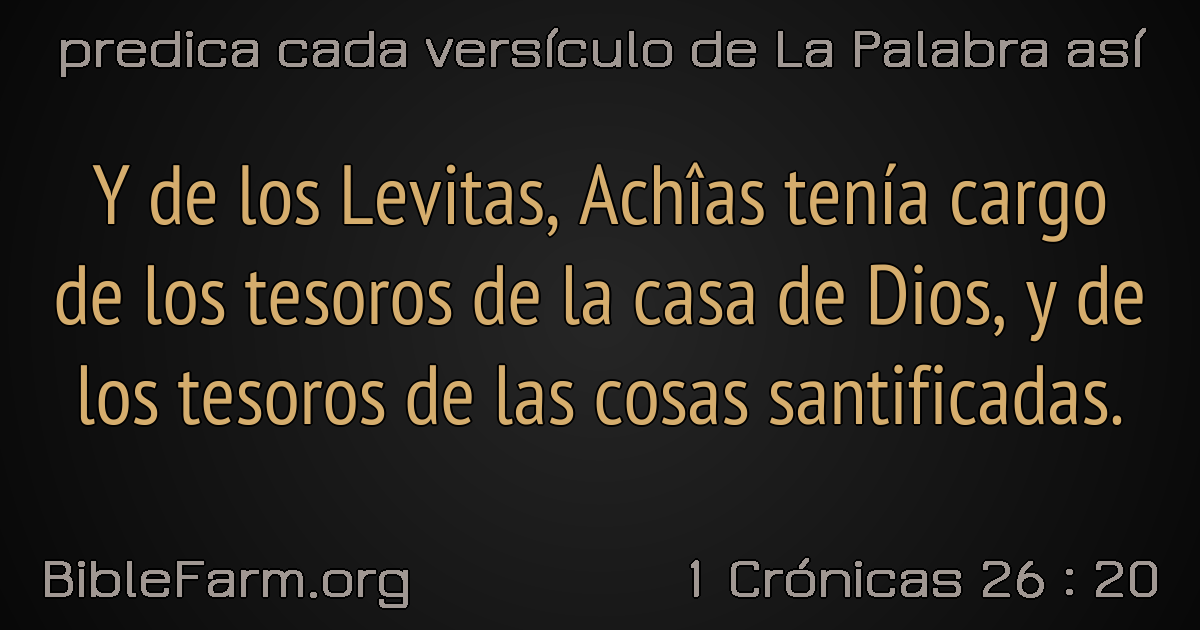 predica cada versículo de La Palabra así
Y de los Levitas, Achîas tenía cargo
de los tesoros de la casa de Dios, y de
los tesoros de las cosas santificadas.
BibleFarm.org
1 Crónicas 26 : 20